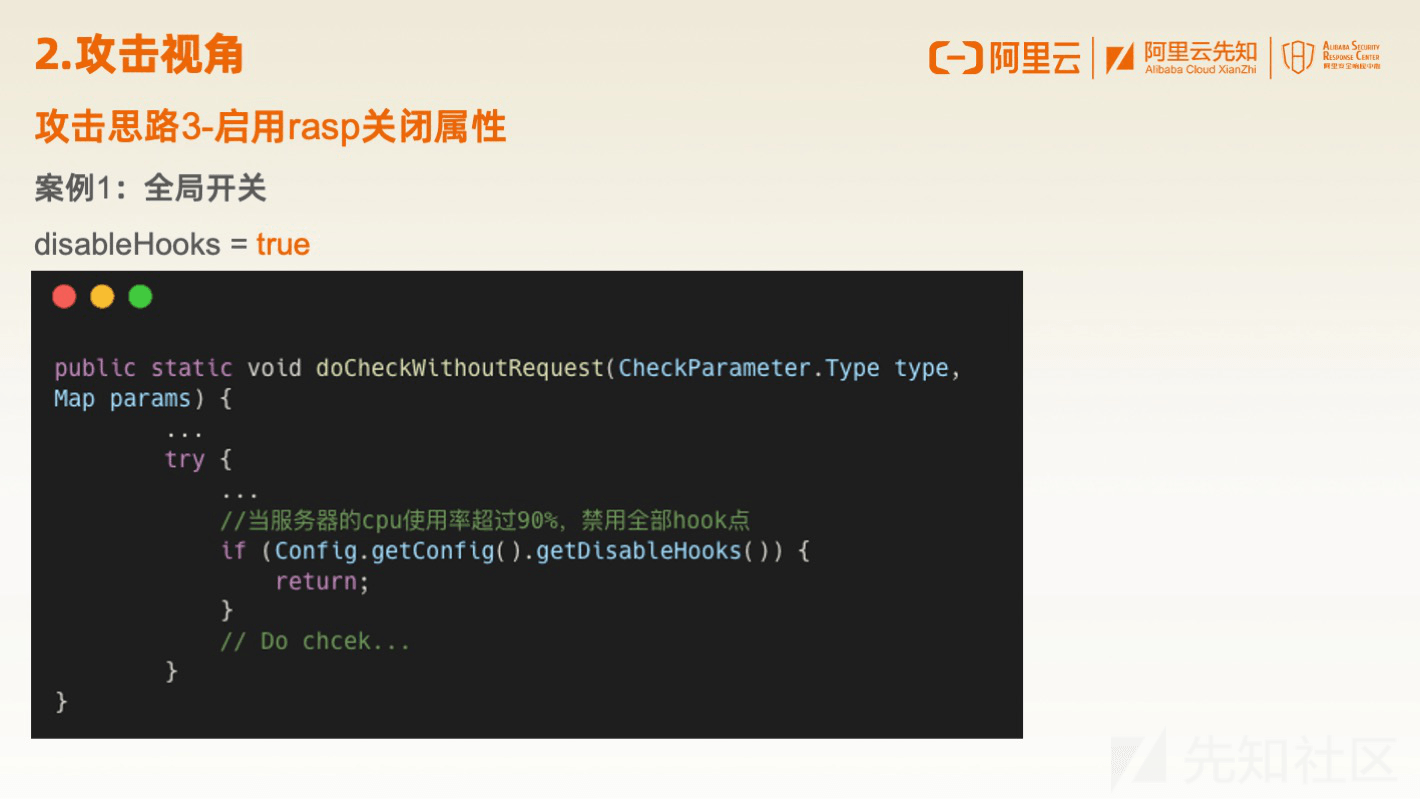 2.攻击视角
阿里云
阿里云先知
Alibaba Cloud XianZhi
ALIBABA SECURITY
RESPONSE CENTER
阿里安全响应中心
攻击思路3-启用rasp关闭属性
案例1：全局开关
disableHooks = true
public static void doCheckWithoutRequest(CheckParameter.Type type,
Map params) {
...
try {
...
//当服务器的cpu使用率超过90%，禁用全部hook点
if (Config.getConfig().getDisableHooks()) {
return;
}
// Do chcek...
}
}
先知社区